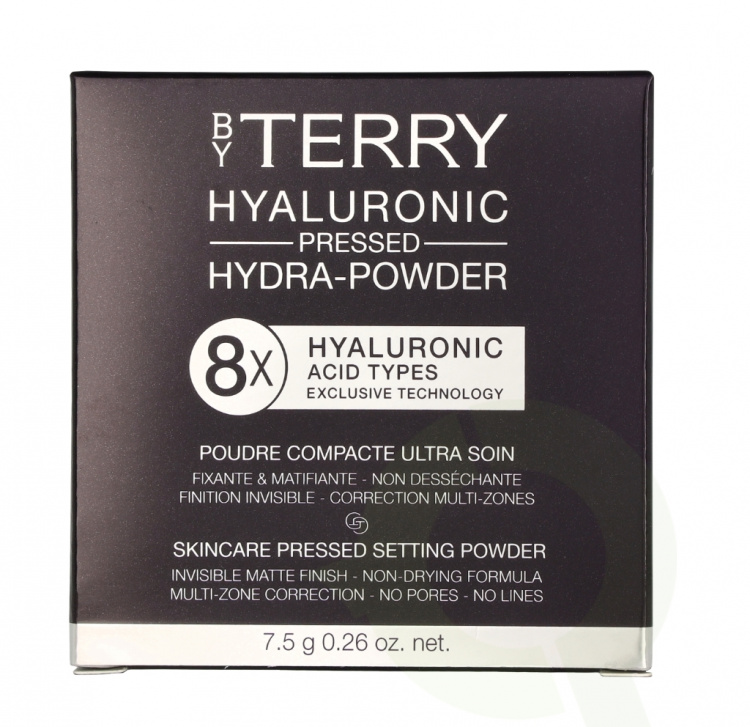 BY TERRY
HYALURONIC
PRESSED
HYDRA-POWDER
8X
HYALURONIC
ACID TYPES
EXCLUSIVE TECHNOLOGY
POUDRE COMPACTE ULTRA SOIN
FIXANTE & MATIFIANTE - NON DESSÉCHANTE
FINITION INVISIBLE - CORRECTION MULTI-ZONES
SKINCARE PRESSED SETTING POWDER
INVISIBLE MATTE FINISH - NON-DRYING FORMULA
MULTI-ZONE CORRECTION - NO PORES - NO LINES
7.5 g 0.26 oz. net.